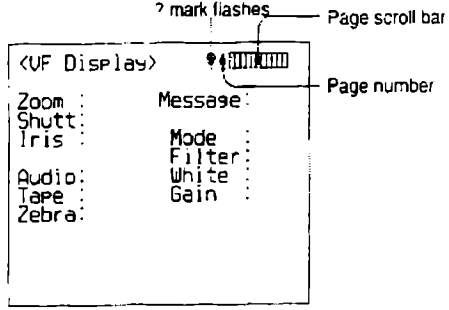 ? mark flashes
Page scroll bar
<VF Display> ?
Page number
Zoom : Message:
Shutt:
Iris : Mode :
Filter:
Audio: White :
Tape : Gain :
Zebra: